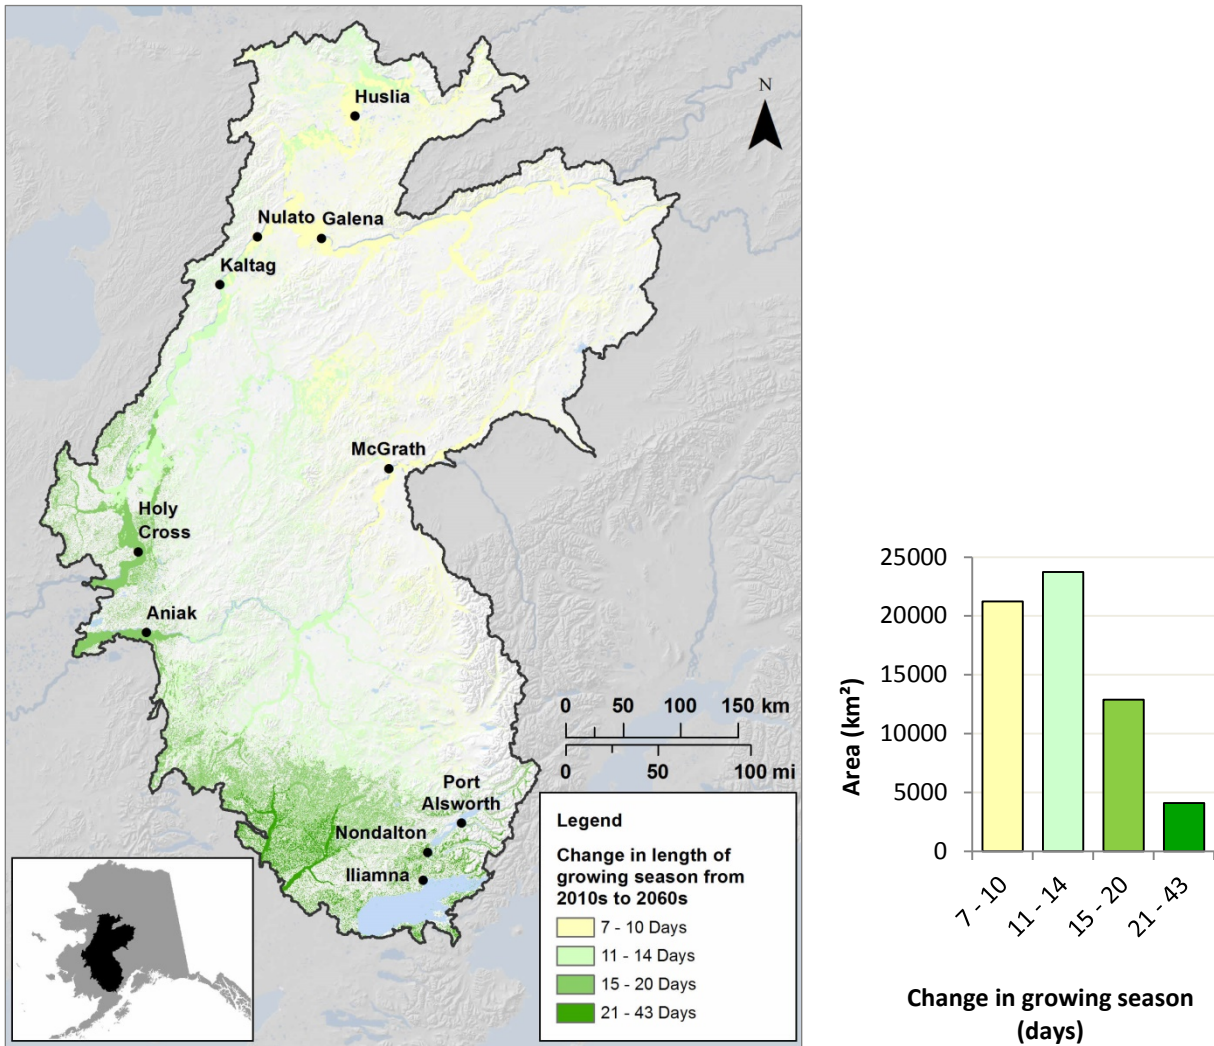 N
Huslia
Nulato
Galena
Kaltag
McGrath
Holy
Cross
Aniak
0 50 100 150 km
0 50 100 mi
Port
Alsworth
Nondalton
Iliamna
Legend
Change in length of
growing season from
2010s to 2060s
7 - 10 Days
11 - 14 Days
15 - 20 Days
21 - 43 Days
Area (km²)
25000
20000
15000
10000
5000
0
7 - 10
11 - 14
15 - 20
21 - 43
Change in growing season
(days)